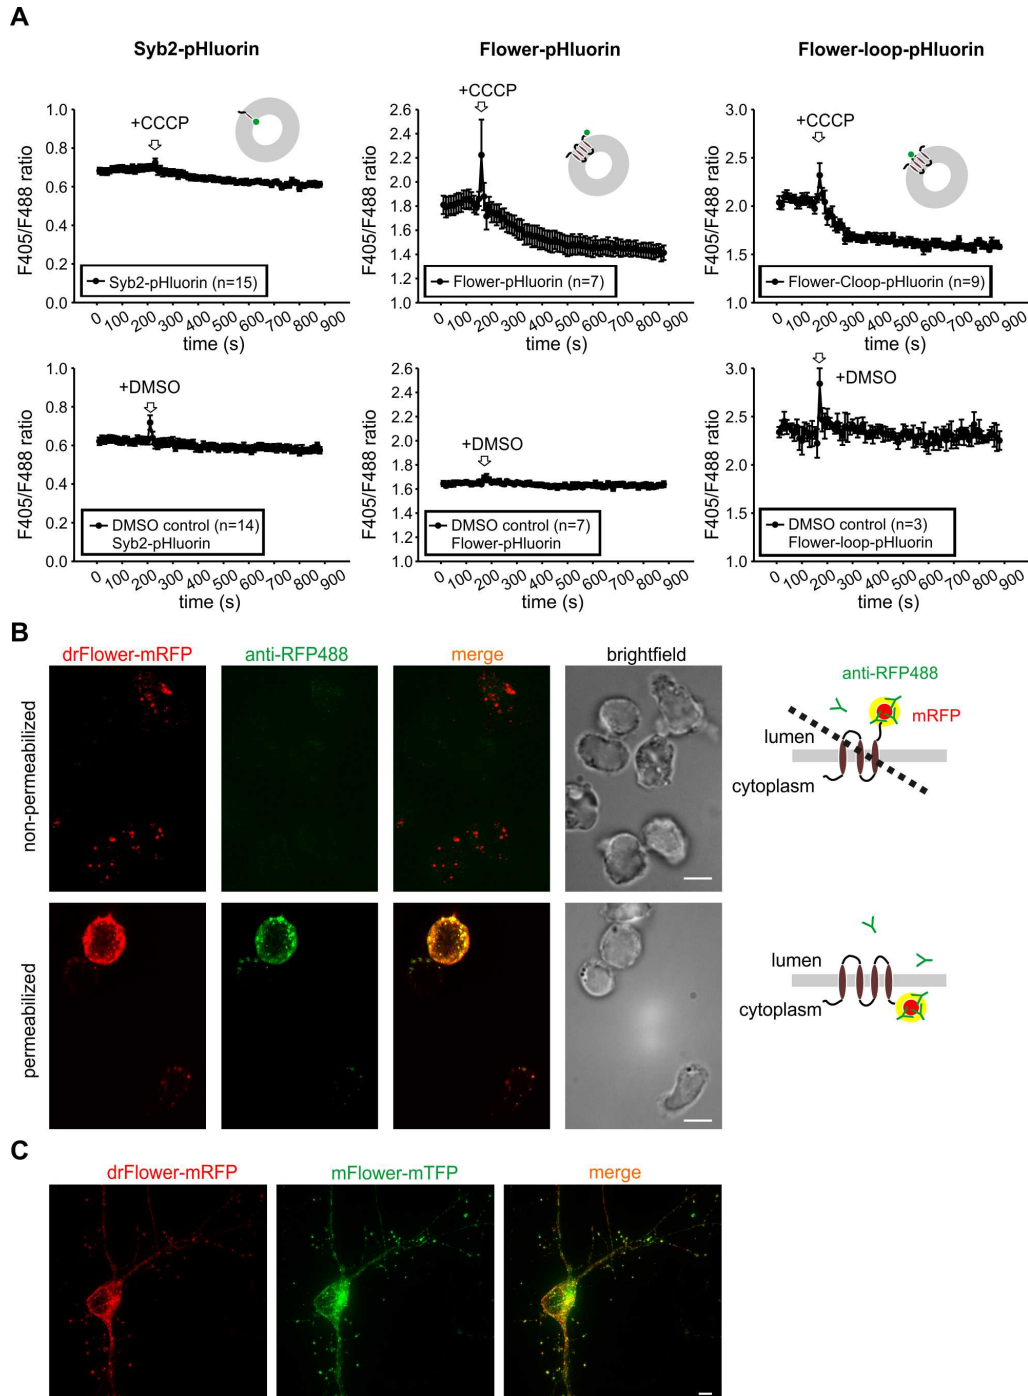 A
Syb2-pHluorin
Flower-pHluorin
Flower-loop-pHluorin
F405/F488 ratio
1.0
0.8
0.6
0.4
0.2
0.0
+CCCP
Syb2-pHluorin (n=15)
0 100 200 300 400 500 600 700 800 900
time (s)
F405/F488 ratio
2.6
2.4
2.2
2.0
1.8
1.6
1.4
1.2
1.0
+CCCP
Flower-pHluorin (n=7)
0 100 200 300 400 500 600 700 800 900
time (s)
F405/F488 ratio
3.0
2.5
2.0
1.5
1.0
+CCCP
Flower-Cloop-pHluorin (n=9)
0 100 200 300 400 500 600 700 800 900
time (s)
F405/F488 ratio
1.0
0.8
0.6
0.4
0.2
0.0
+DMSO
DMSO control (n=14)
Syb2-pHluorin
0 100 200 300 400 500 600 700 800 900
time (s)
F405/F488 ratio
2.6
2.4
2.2
2.0
1.8
1.6
1.4
1.2
1.0
+DMSO
DMSO control (n=7)
Flower-pHluorin
0 100 200 300 400 500 600 700 800 900
time (s)
F405/F488 ratio
3.0
2.5
2.0
1.5
1.0
+DMSO
DMSO control (n=3)
Flower-loop-pHluorin
0 100 200 300 400 500 600 700 800 900
time (s)
B
drFlower-mRFP
anti-RFP488
merge
brightfield
non-permeabilized
anti-RFP488
mRFP
lumen
cytoplasm
permeabilized
lumen
cytoplasm
C
drFlower-mRFP
mFlower-mTFP
merge